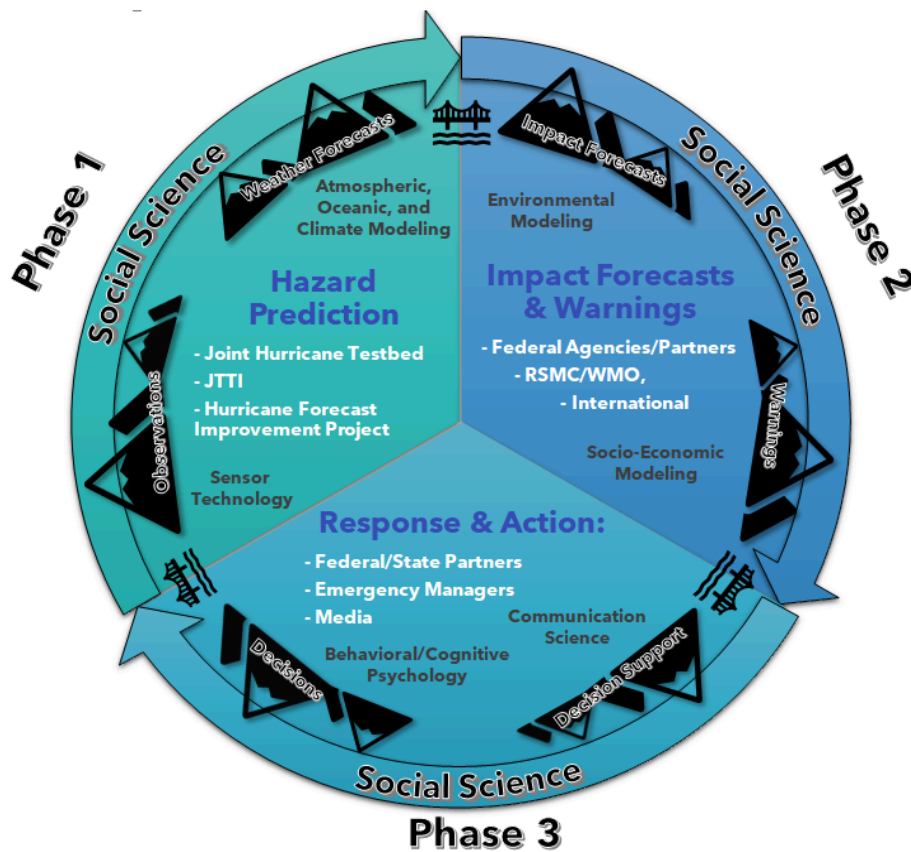 Phase 1
Social Science
Weather Forecasts
Atmospheric,
Oceanic, and
Climate Modeling
Hazard
Prediction
- Joint Hurricane Testbed
- JTTI
- Hurricane Forecast
Improvement Project
Observations
Sensor
Technology
Phase 2
Social Science
Impact Forecasts
Environmental
Modeling
Impact Forecasts
& Warnings
- Federal Agencies/Partners
- RSMC/WMO,
- International
Warnings
Socio-Economic
Modeling
Response & Action:
- Federal/State Partners
- Emergency Managers
- Media
Communication
Science
Behavioral/Cognitive
Psychology
Decisions
Decision Support
Social Science
Phase 3